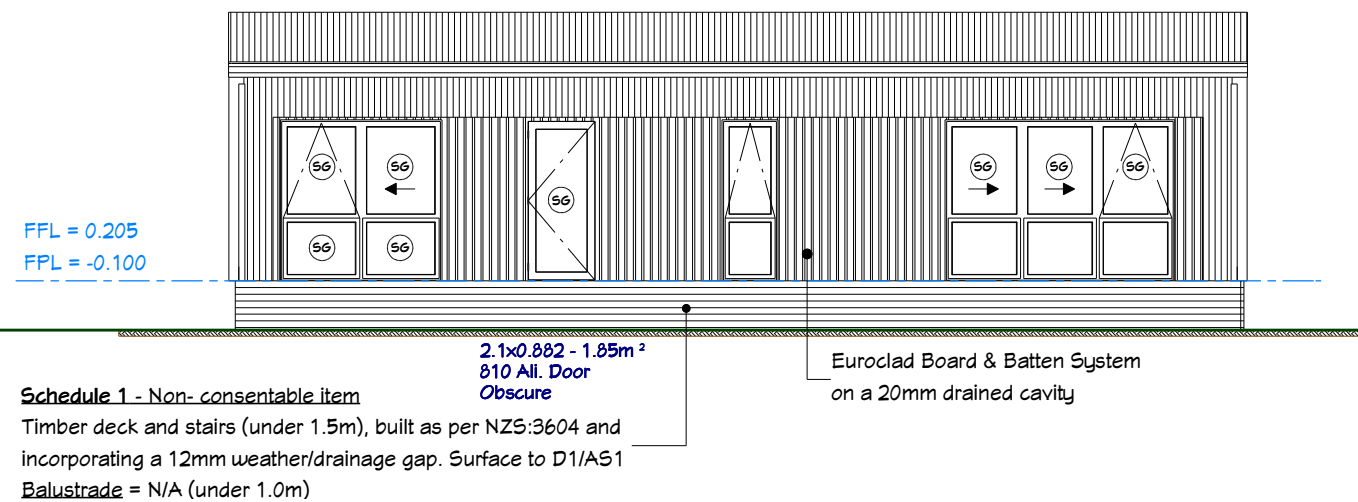 SG
SG
SG
SG
SG
SG
SG
SG
FFL = 0.205
FPL = -0.100
2.1x0.882 - 1.85m²
810 Ali. Door
Obscure
Euroclad Board & Batten System
on a 20mm drained cavity
Schedule 1 - Non- consentable item
Timber deck and stairs (under 1.5m), built as per NZS:3604 and
incorporating a 12mm weather/drainage gap. Surface to D1/AS1
Balustrade = N/A (under 1.0m)